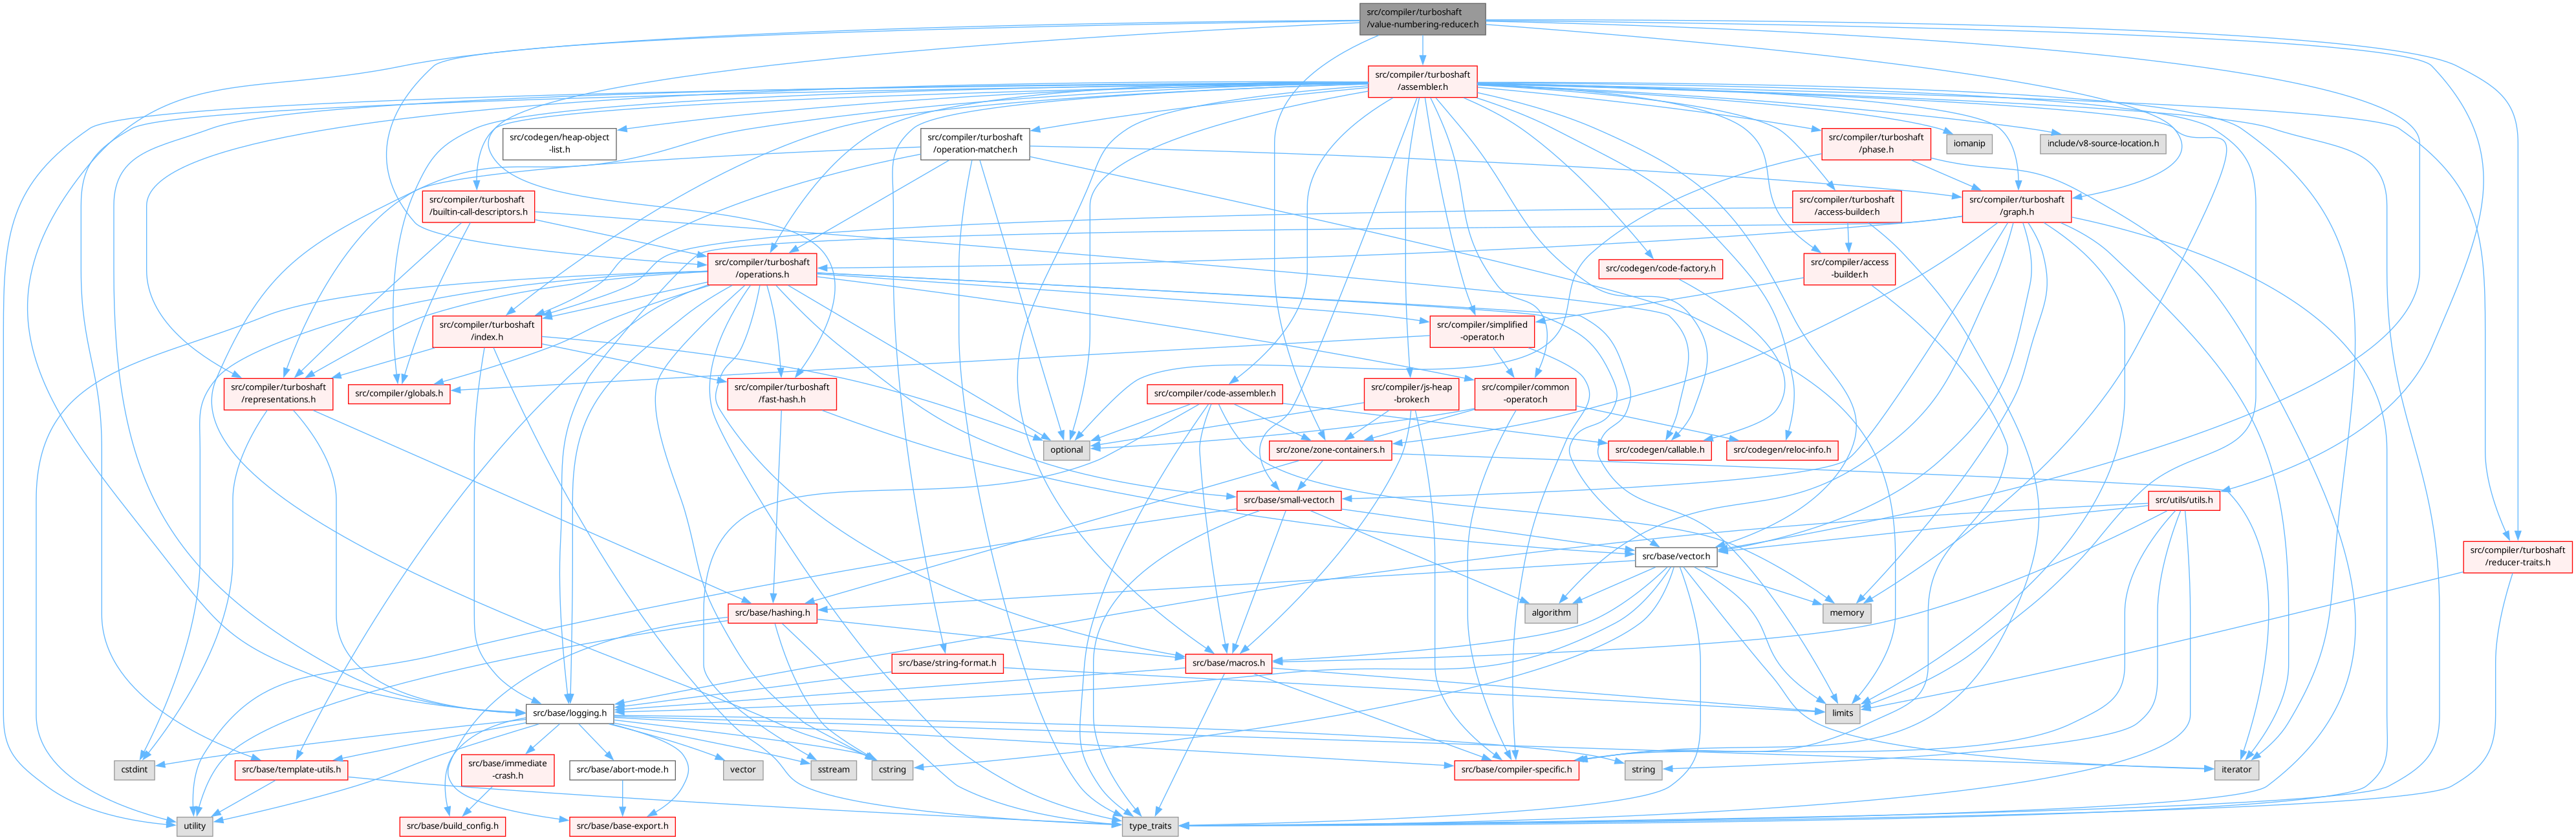 src/compiler/turboshaft
/value-numbering-reducer.h
src/compiler/turboshaft
/assembler.h
src/codegen/heap-object
-list.h
src/compiler/turboshaft
/operation-matcher.h
src/compiler/turboshaft
/phase.h
iomanip
include/v8-source-location.h
src/compiler/turboshaft
/builtin-call-descriptors.h
src/compiler/turboshaft
/access-builder.h
src/compiler/turboshaft
/graph.h
src/compiler/turboshaft
/operations.h
src/codegen/code-factory.h
src/compiler/access
-builder.h
src/compiler/turboshaft
/index.h
src/compiler/simplified
-operator.h
src/compiler/turboshaft
/representations.h
src/compiler/globals.h
src/compiler/turboshaft
/fast-hash.h
src/compiler/code-assembler.h
src/compiler/js-heap
-broker.h
src/compiler/common
-operator.h
optional
src/zone/zone-containers.h
src/codegen/callable.h
src/codegen/reloc-info.h
src/base/small-vector.h
src/utils/utils.h
src/base/vector.h
src/compiler/turboshaft
/reducer-traits.h
src/base/hashing.h
algorithm
memory
src/base/string-format.h
src/base/macros.h
src/base/logging.h
limits
cstdint
src/base/template-utils.h
src/base/immediate
-crash.h
src/base/abort-mode.h
vector
sstream
cstring
src/base/compiler-specific.h
string
iterator
utility
src/base/build_config.h
src/base/base-export.h
type_traits